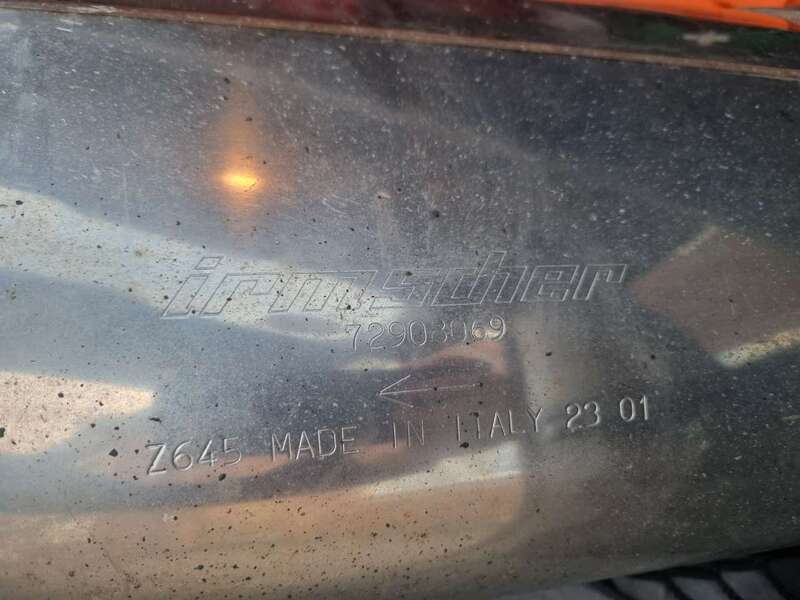 irmscher
72903069
Z645 MADE IN ITALY 23 01